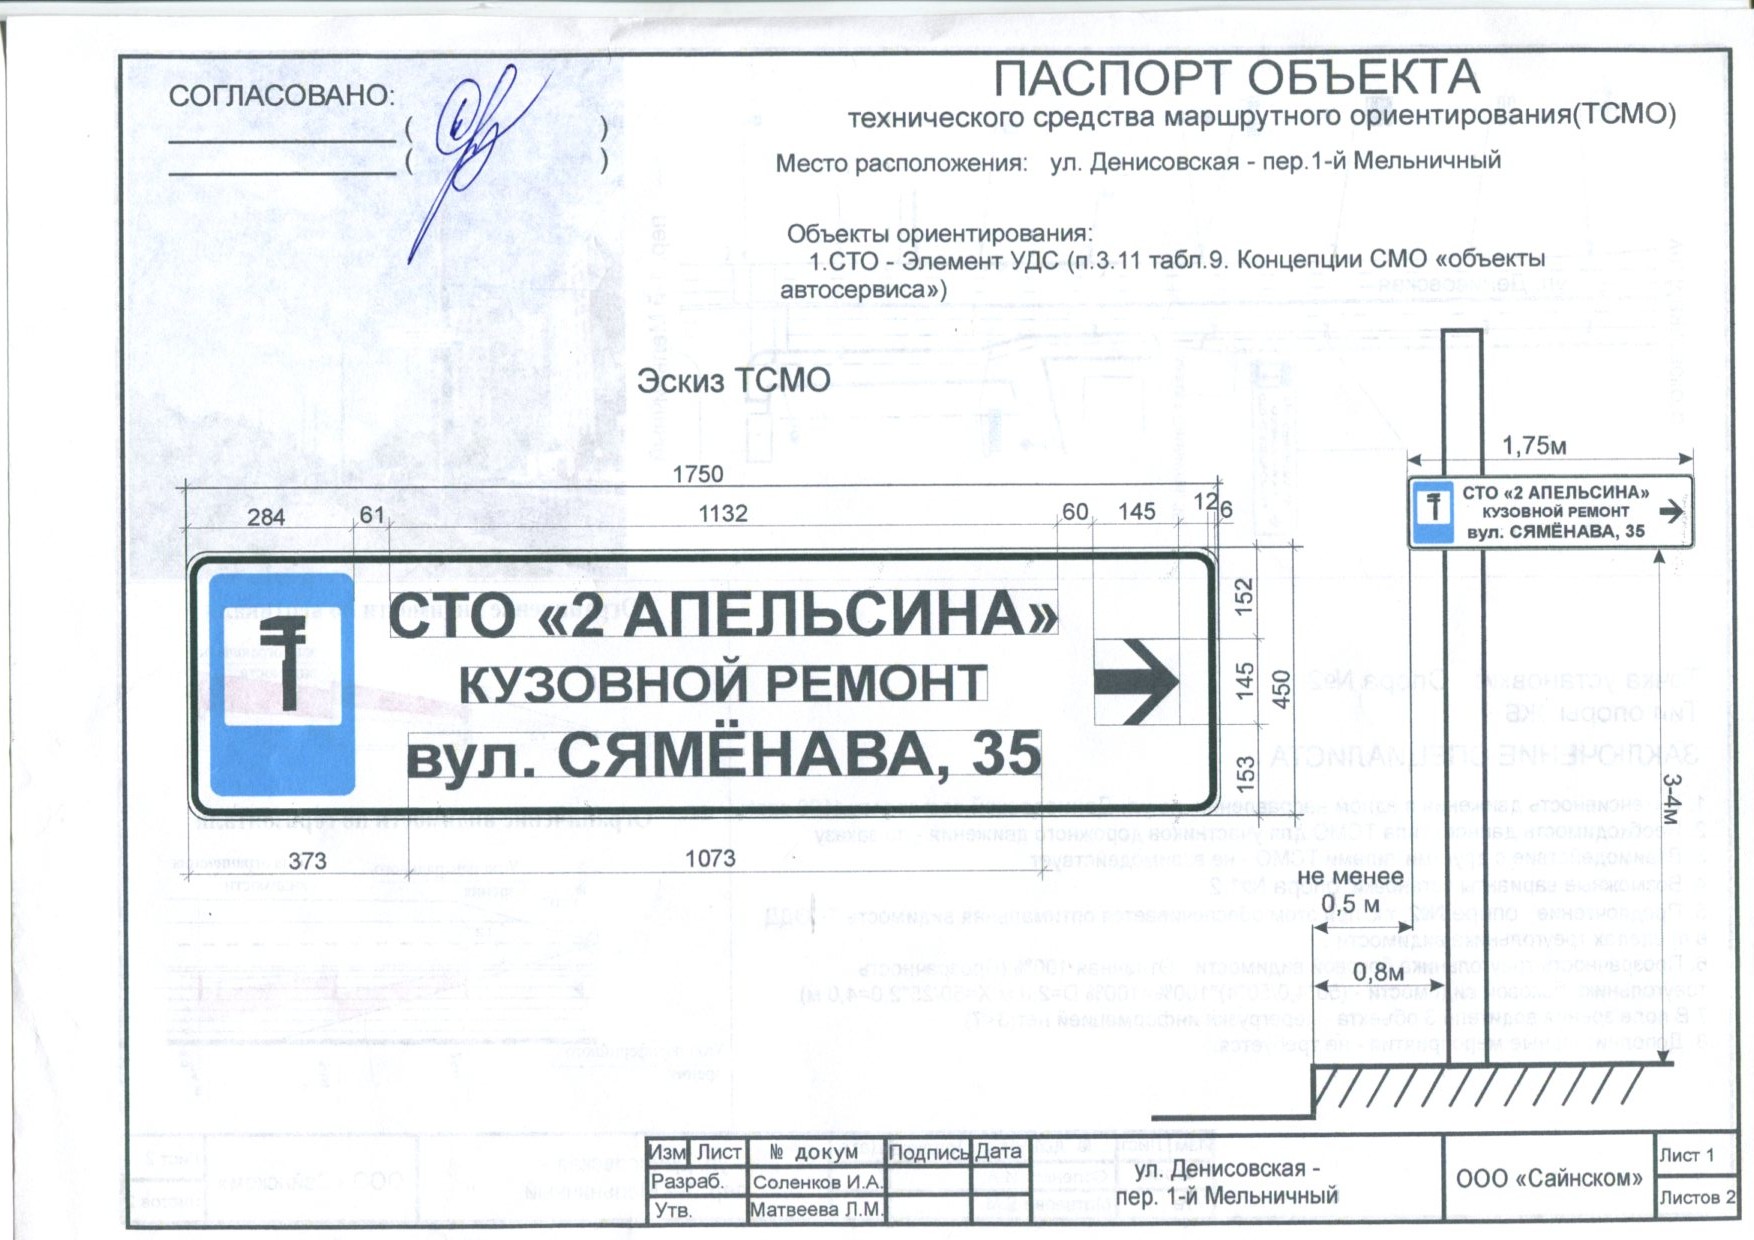 СОГЛАСОВАНО:
( )
( )
ПАСПОРТ ОБЪЕКТА
технического средства маршрутного ориентирования(ТСМО)
Место расположения: ул. Денисовская - пер.1-й Мельничный
Объекты ориентирования:
1.СТО - Элемент УДС (п.3.11 табл.9. Концепции СМО «объекты
автосервиса»)
Эскиз ТСМО
1750
284 61 1132 60 145 12 6
СТО «2 АПЕЛЬСИНА»
КУЗОВНОЙ РЕМОНТ
вул. СЯМЁНАВА, 35
152
145
153
450
373 1073
1,75м
СТО «2 АПЕЛЬСИНА»
КУЗОВНОЙ РЕМОНТ
вул. СЯМЁНАВА, 35
3-4м
не менее
0,5 м
0,8м
Изм Лист № докум Подпись Дата
Разраб. Соленков И.А.
Утв. Матвеева Л.М.
ул. Денисовская -
пер. 1-й Мельничный
ООО «Сайнском»
Лист 1
Листов 2